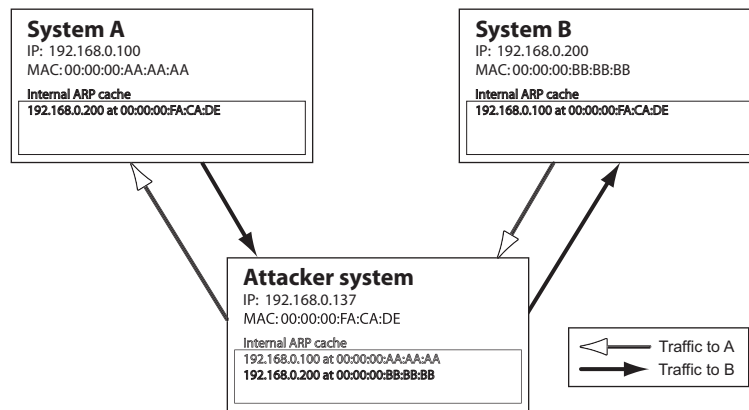 System A
IP: 192.168.0.100
MAC: 00:00:00:AA:AA:AA
Internal ARP cache
192.168.0.200 at 00:00:00:FA:CA:DE
System B
IP: 192.168.0.200
MAC: 00:00:00:BB:BB:BB
Internal ARP cache
192.168.0.100 at 00:00:00:FA:CA:DE
Attacker system
IP: 192.168.0.137
MAC: 00:00:00:FA:CA:DE
Internal ARP cache
192.168.0.100 at 00:00:00:AA:AA:AA
192.168.0.200 at 00:00:00:BB:BB:BB
Traffic to A
Traffic to B